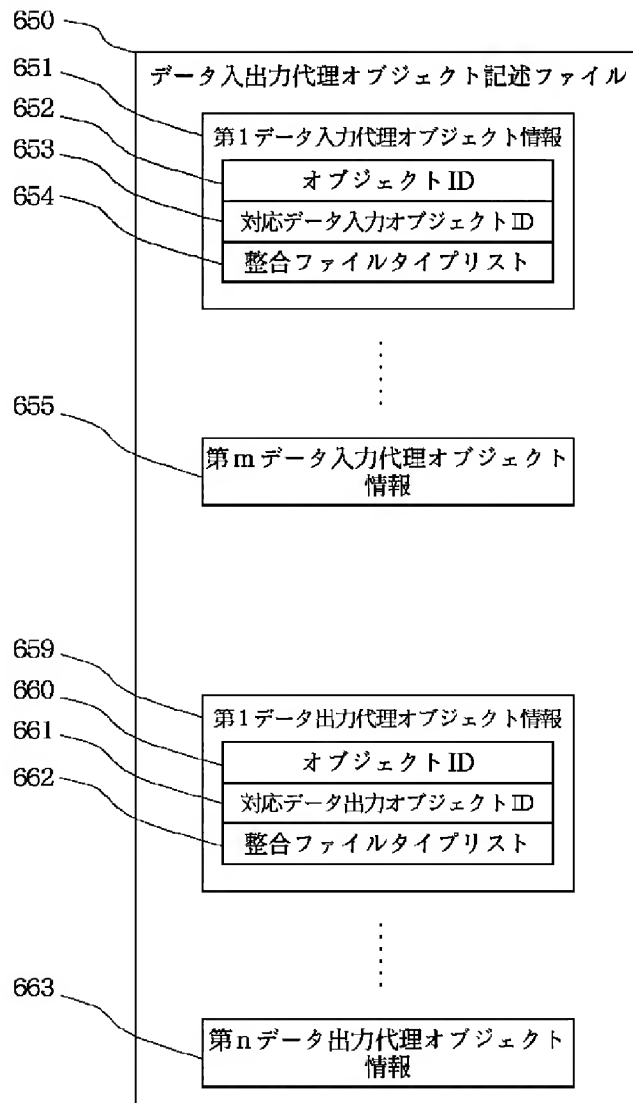 650
データ入出力代理オブジェクト記述ファイル
651
第1データ入力代理オブジェクト情報
652
オブジェクトID
653
対応データ入力オブジェクトID
654
整合ファイルタイプリスト
655
第mデータ入力代理オブジェクト
情報
659
第1データ出力代理オブジェクト情報
660
オブジェクトID
661
対応データ出力オブジェクトID
662
整合ファイルタイプリスト
663
第nデータ出力代理オブジェクト
情報